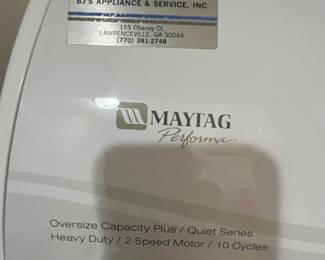 BJ'S APPLIANCE & SERVICE, INC.
155 Chaney Ct.
LAWRENCEVILLE, GA 30044
(770) 381-2748
MAYTAG
Performa
Oversize Capacity Plus / Quiet Series
Heavy Duty / 2 Speed Motor / 10 Cycles